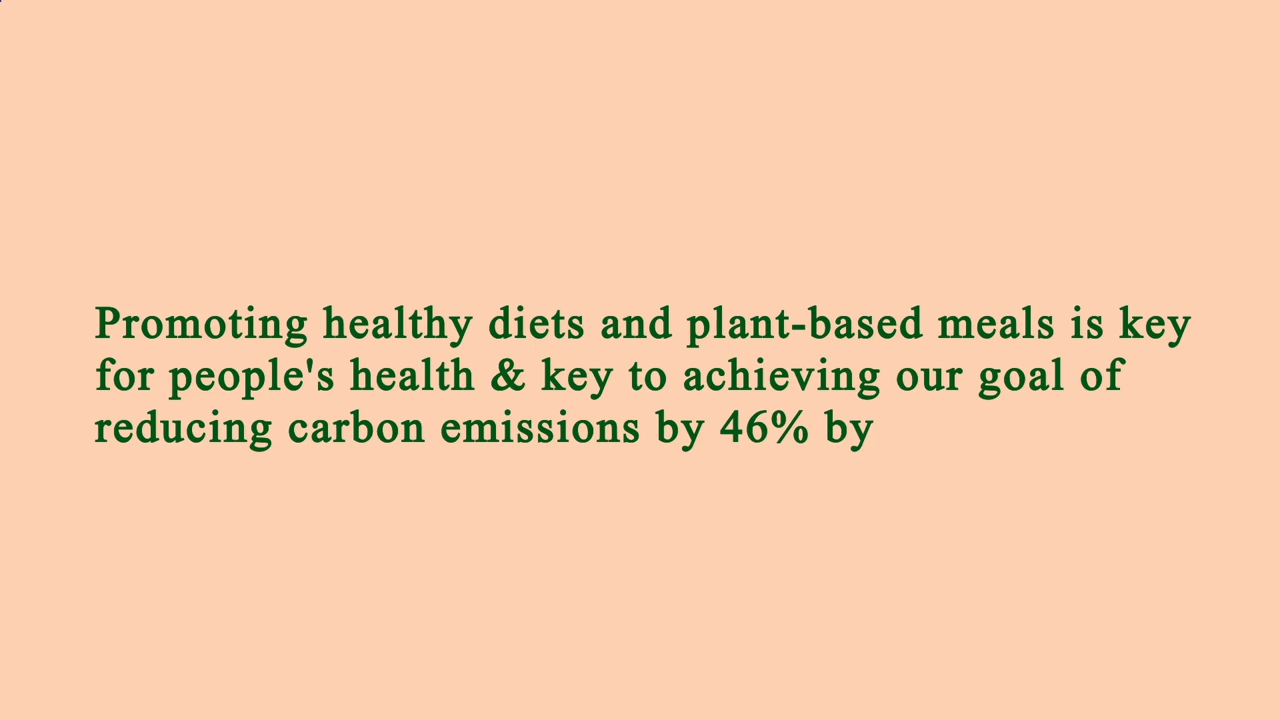 Promoting healthy diets and plant-based meals is key
for people's health & key to achieving our goal of
reducing carbon emissions by 46% by